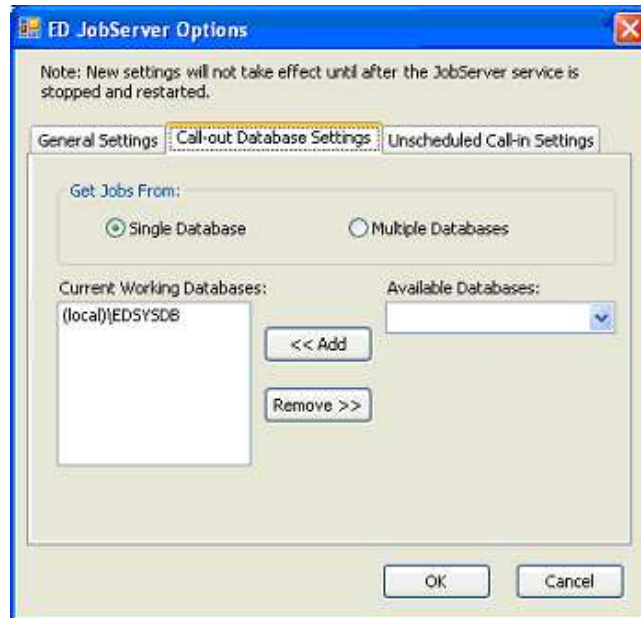 ED JobServer Options
Note: New settings will not take effect until after the JobServer service is
stopped and restarted.
General Settings
Call-out Database Settings
Unscheduled Call-in Settings
Get Jobs From:
Single Database
Multiple Databases
Current Working Databases:
Available Databases:
(local)\EDSYSDB
<< Add
Remove >>
OK
Cancel